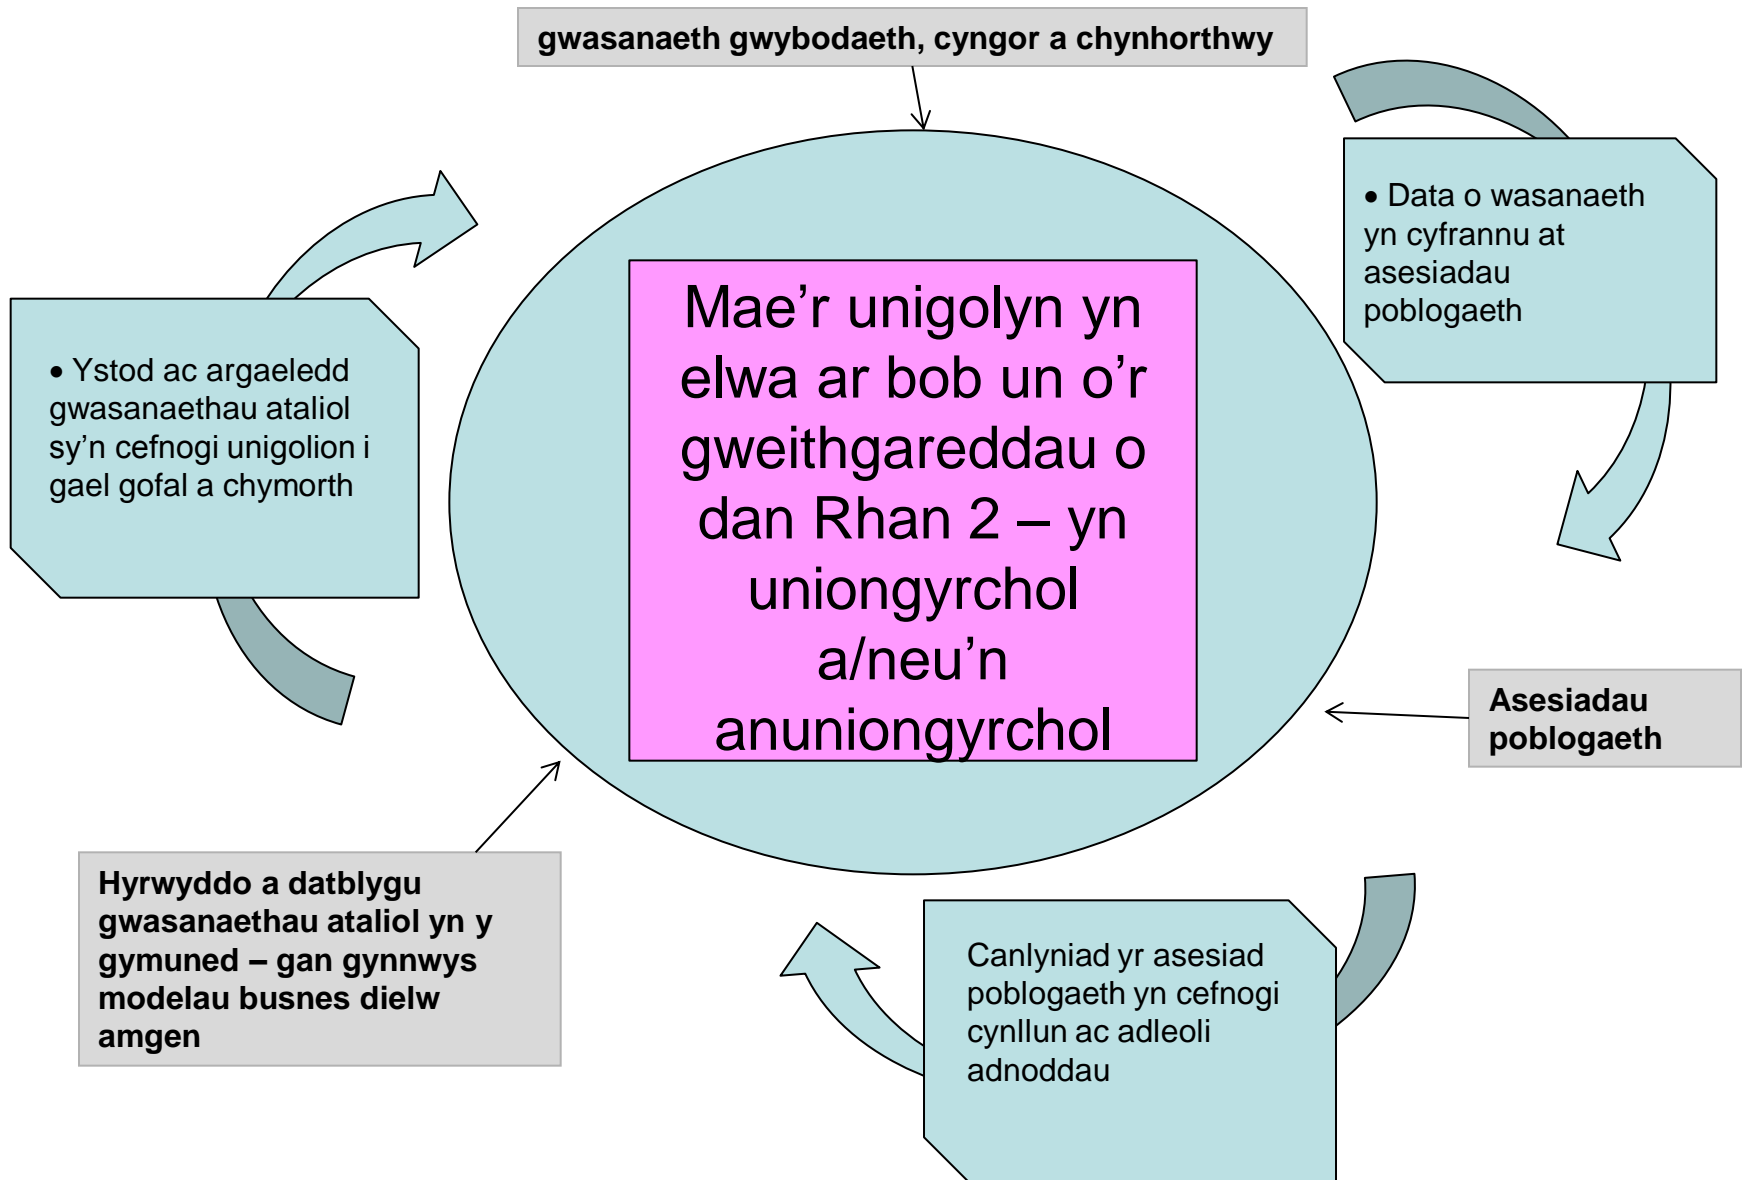 gwasanaeth gwybodaeth, cyngor a chynhorthwy
• Data o wasanaeth
yn cyfrannu at
asesiadau
poblogaeth
• Ystod ac argaeledd
gwasanaethau ataliol
sy’n cefnogi unigolion i
gael gofal a chymorth
Mae’r unigolyn yn
elwa ar bob un o’r
gweithgareddau o
dan Rhan 2 – yn
uniongyrchol
a/neu’n
anuniongyrchol
Asesiadau
poblogaeth
Hyrwyddo a datblygu
gwasanaethau ataliol yn y
gymuned – gan gynnwys
modelau busnes dielw
amgen
Canlyniad yr asesiad
poblogaeth yn cefnogi
cynllun ac adleoli
adnoddau